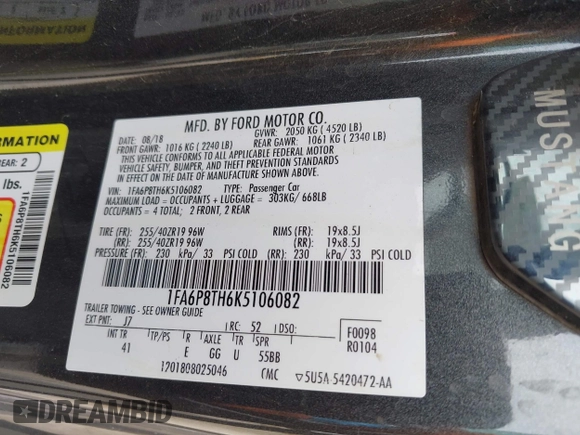 MFD. BY FORD MOTOR CO.
08/18 GVWR: 2050 KG ( 4520 LB)
FRONT GAWR: 1016 KG ( 2240 LB) REAR GAWR: 1061 KG ( 2340 LB)
THIS VEHICLE CONFORMS TO ALL APPLICABLE FEDERAL MOTOR
VEHICLE SAFETY, BUMPER, AND THEFT PREVENTION STANDARDS
IN EFFECT ON THE DATE OF MANUFACTURE SHOWN ABOVE.
VIN: 1FA6P8TH6K5106082 TYPE: Passenger Car
MAXIMUM LOAD = OCCUPANTS + LUGGAGE = 303KG/ 668LB
OCCUPANTS = 4 TOTAL; 2 FRONT, 2 REAR
TIRE (FR): 255/40ZR19 96W RIMS (FR): 19x8.5J
(RR): 255/40ZR19 96W (RR): 19x8.5J
PRESSURE (FR): 230 kPa/ 33 PSI COLD (RR): 230 kPa/ 33 PSI COLD
1FA6P8TH6K5106082
TRAILER TOWING - SEE OWNER GUIDE
EXT PNT: J7 RC: 52 DSO: F0098
INT TR TP/PS R AXLE TR SPR R0104
41 E GG U 55BB
12018080 25046 CMC ▽5U5A 5420472-AA
ORMATION
REAR: 2
lbs.
1FA6P8TH6K5106082
MUSTANG
DREAMBID